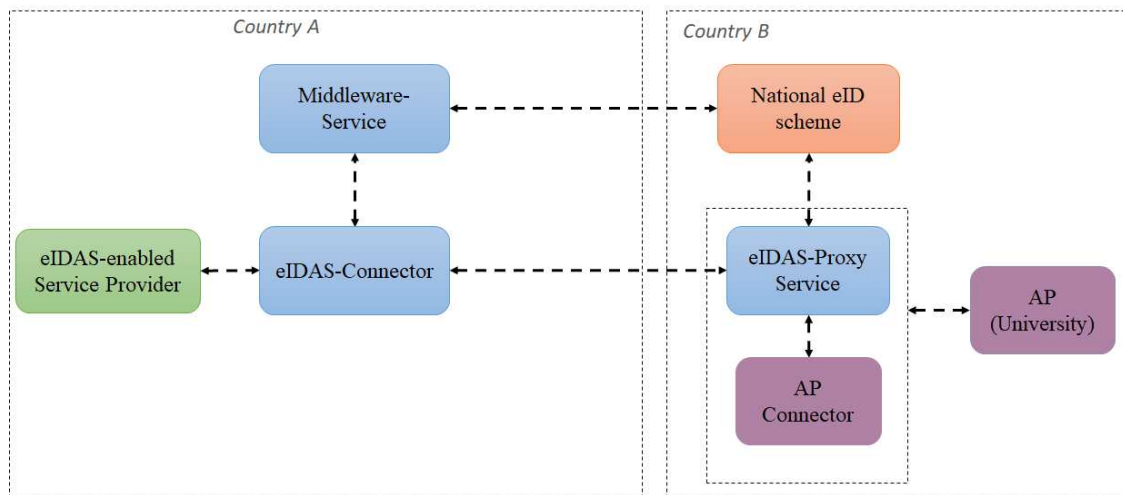 Country A
Country B
Middleware-
Service
National eID
scheme
eIDAS-enabled
Service Provider
eIDAS-Connector
eIDAS-Proxy
Service
AP
(University)
AP
Connector